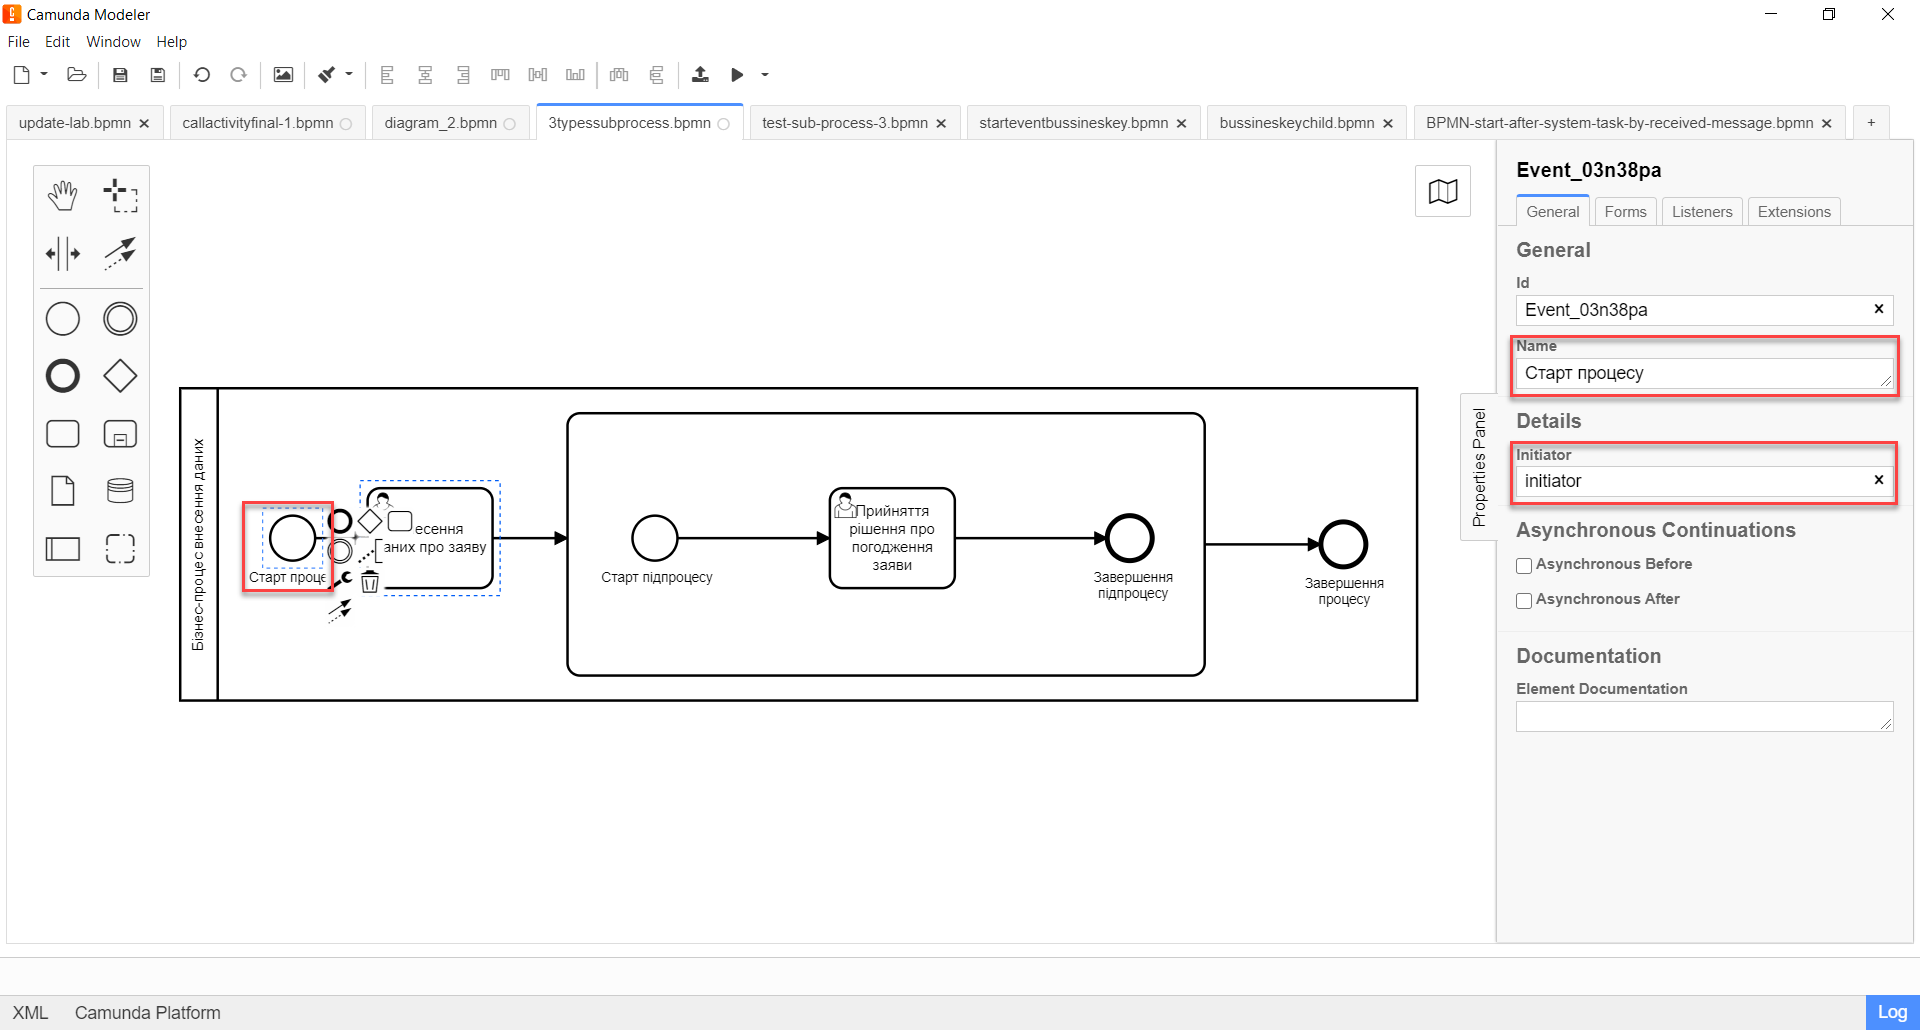 Camunda Modeler
File Edit Window Help
update-lab.bpmn
callactivityfinal-1.bpmn
diagram_2.bpmn
3typessubprocess.bpmn
test-sub-process-3.bpmn
starteventbussineskey.bpmn
bussineskeychild.bpmn
BPMN-start-after-system-task-by-received-message.bpmn
+
Бізнес-процес внесення даних
Старт проце
есення
аних про заяву
Старт підпроцесу
Прийняття
рішення про
погодження
заяви
Завершення
підпроцесу
Завершення
процесу
Properties Panel
Event_03n38pa
General Forms Listeners Extensions
General
Id
Event_03n38pa
Name
Старт процесу
Details
Initiator
initiator
Asynchronous Continuations
Asynchronous Before
Asynchronous After
Documentation
Element Documentation
XML Camunda Platform
Log